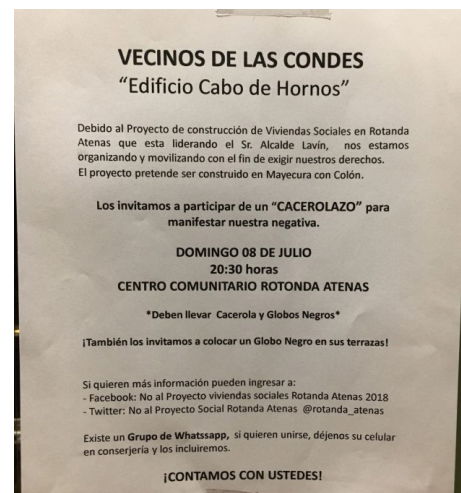 VECINOS DE LAS CONDES
“Edificio Cabo de Hornos”
Debido al Proyecto de construcción de Viviendas Sociales en Rotanda
Atenas que esta liderando el Sr. Alcalde Lavín, nos estamos
organizando y movilizando con el fin de exigir nuestros derechos.
El proyecto pretende ser construido en Mayecura con Colón.
Los invitamos a participar de un “CACEROLAZO” para
manifestar nuestra negativa.
DOMINGO 08 DE JULIO
20:30 horas
CENTRO COMUNITARIO ROTONDA ATENAS
*Deben llevar Cacerola y Globos Negros*
¡También los invitamos a colocar un Globo Negro en sus terrazas!
Si quieren más información pueden ingresar a:
- Facebook: No al Proyecto viviendas sociales Rotanda Atenas 2018
- Twitter: No al Proyecto Social Rotanda Atenas @rotanda_atenas
Existe un Grupo de Whatssapp, si quieren unirse, déjenos su celular
en conserjería y los incluiremos.
¡CONTAMOS CON USTEDES!